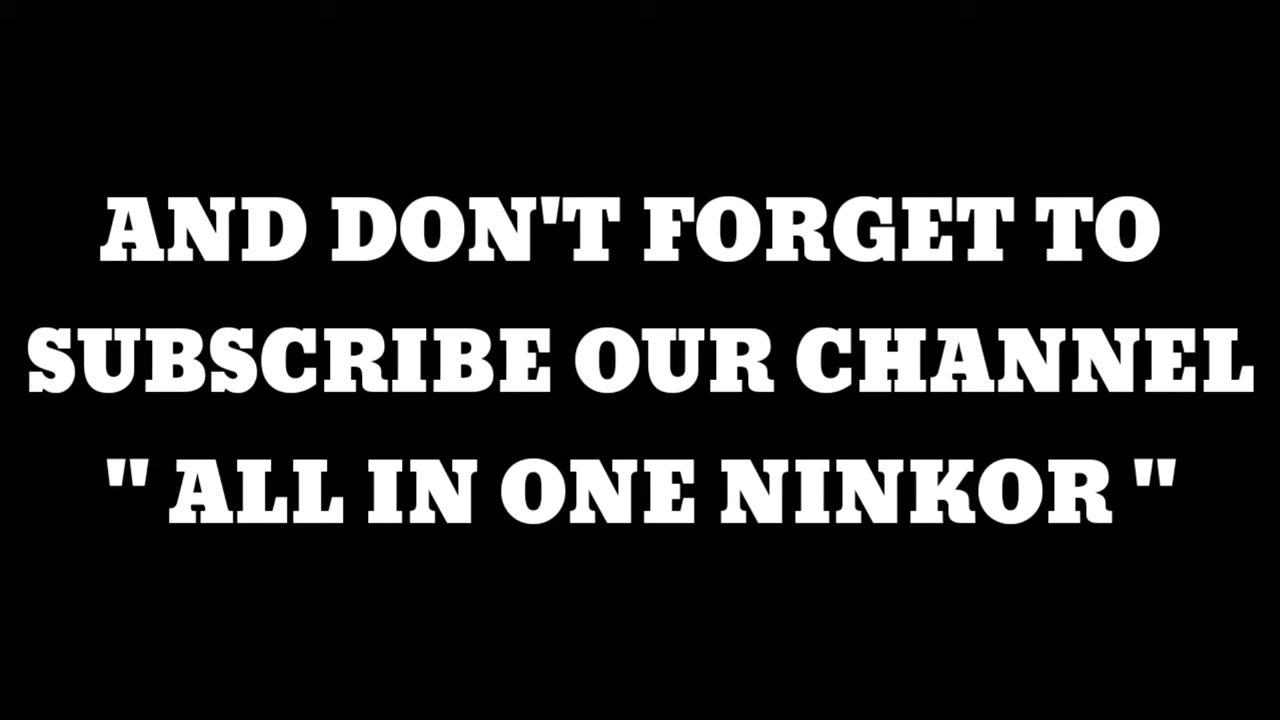 AND DON'T FORGET TO
SUBSCRIBE OUR CHANNEL
" ALL IN ONE NINKOR "